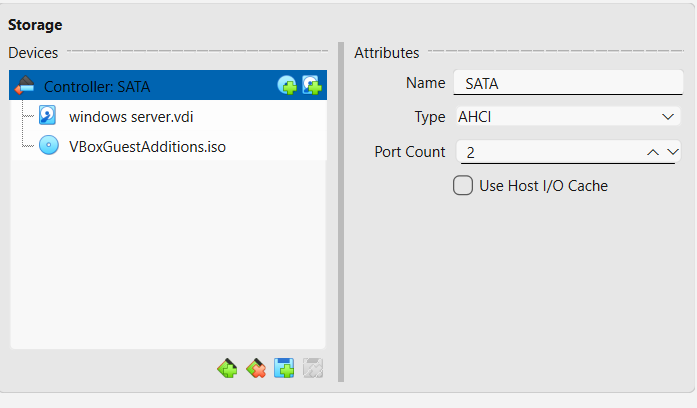 Storage
Devices
Controller: SATA
windows server.vdi
VBoxGuestAdditions.iso
Attributes
Name SATA
Type AHCI
Port Count 2
Use Host I/O Cache